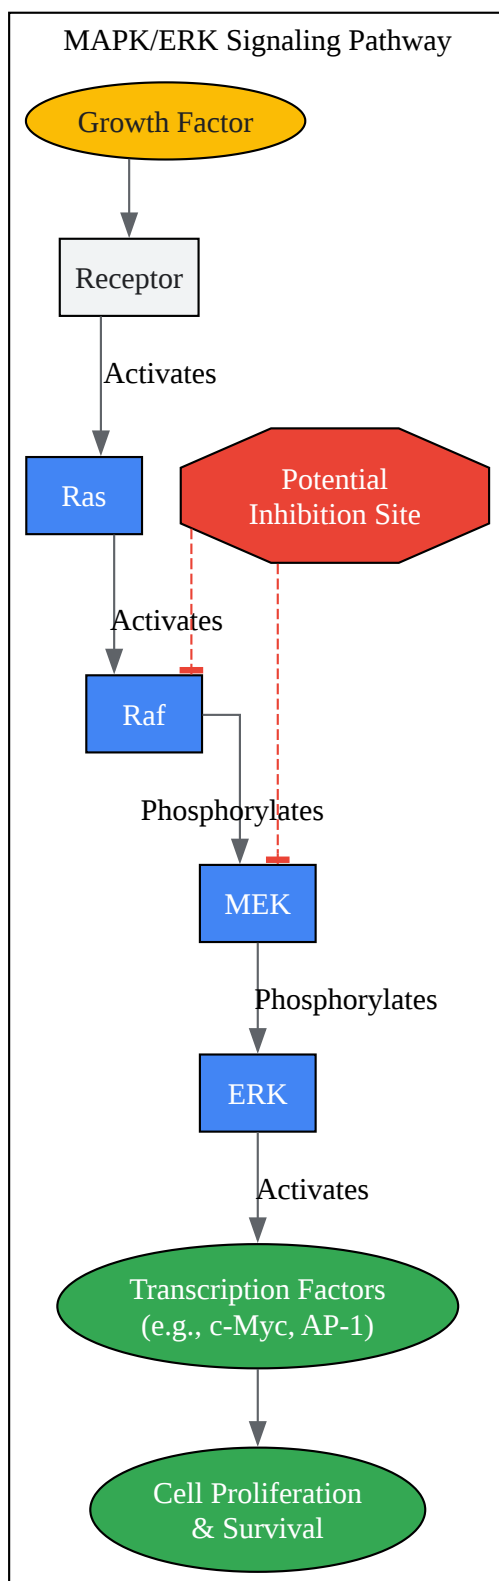 MAPK/ERK Signaling Pathway
Growth Factor
Receptor
Activates
Ras
Potential
Inhibition Site
Activates
Raf
Phosphorylates
MEK
Phosphorylates
ERK
Activates
Transcription Factors
(e.g., c-Myc, AP-1)
Cell Proliferation
& Survival